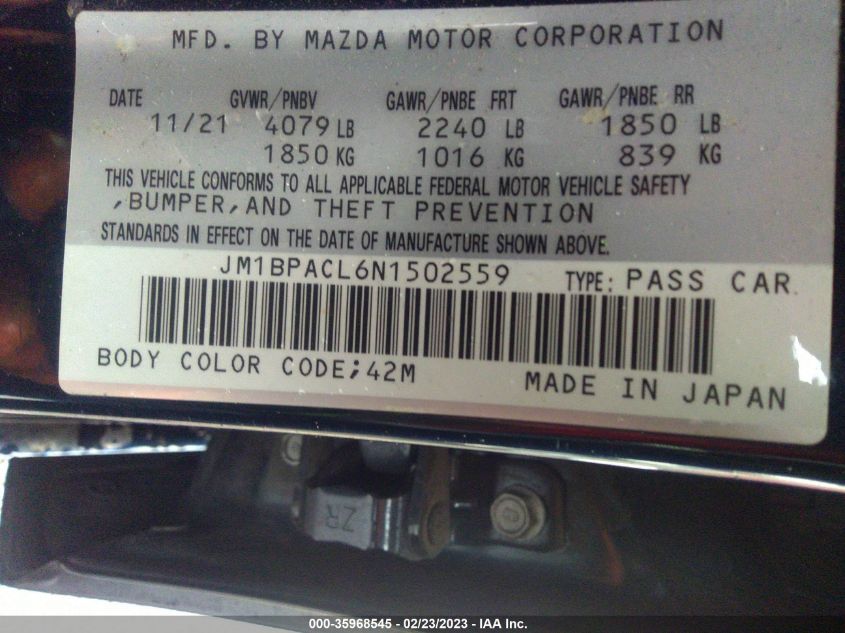 MFD. BY MAZDA MOTOR CORPORATION
DATE GVWR/PNBV GAWR/PNBE FRT GAWR/PNBE RR
11/21 4079 LB 2240 LB 1850 LB
1850 KG 1016 KG 839 KG
THIS VEHICLE CONFORMS TO ALL APPLICABLE FEDERAL MOTOR VEHICLE SAFETY
,BUMPER,AND THEFT PREVENTION
STANDARDS IN EFFECT ON THE DATE OF MANUFACTURE SHOWN ABOVE.
JM1BPACL6N1502559 TYPE: PASS CAR
BODY COLOR CODE;42M MADE IN JAPAN
ZR
000-35968545 - 02/23/2023 - IAA Inc.